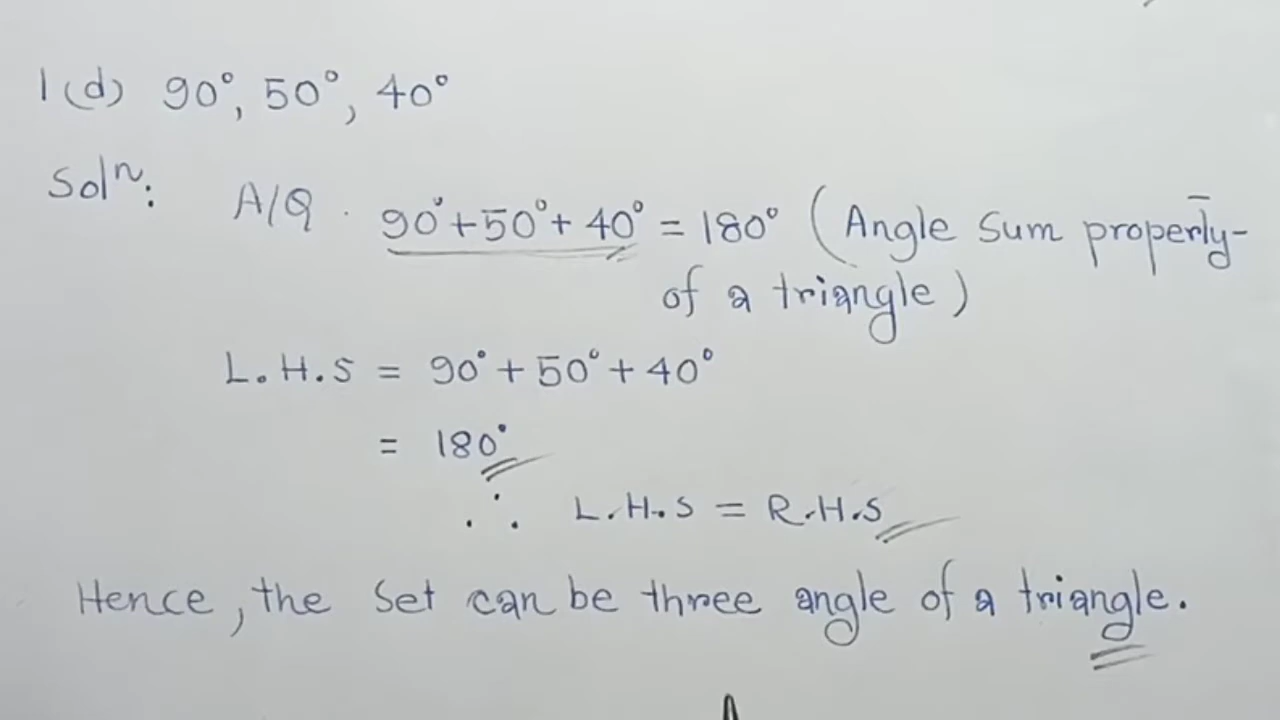 1(d) 90°, 50°, 40°
Solⁿ: A/Q. 90°+50°+40° = 180° (Angle Sum property
of a triangle)
L.H.S = 90°+50°+40°
= 180°
∴ L.H.S = R.H.S
Hence, the Set can be three angle of a triangle.